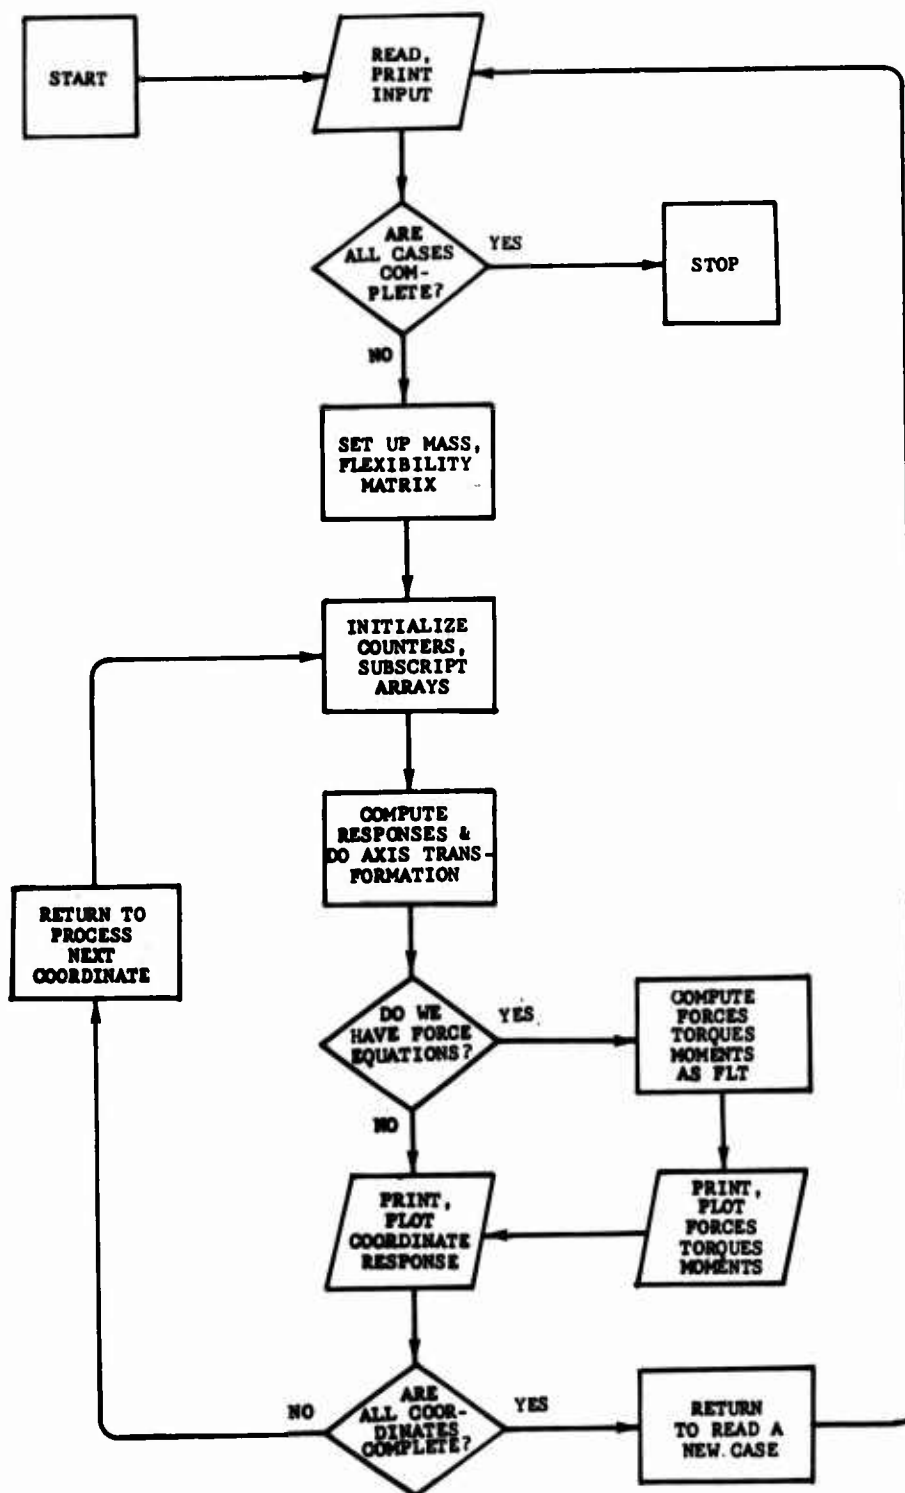 START
READ,
PRINT
INPUT
ARE
ALL CASES
COM-
PLETE?
YES
STOP
NO
SET UP MASS,
FLEXIBILITY
MATRIX
INITIALIZE
COUNTERS,
SUBSCRIPT
ARRAYS
COMPUTE
RESPONSES &
DO AXIS TRANS-
FORMATION
RETURN TO
PROCESS
NEXT
COORDINATE
DO WE
HAVE FORCE
EQUATIONS?
YES
COMPUTE
FORCES
TORQUES
MOMENTS
AS FLT
NO
PRINT,
PLOT
COORDINATE
RESPONSE
PRINT,
PLOT
FORCES
TORQUES
MOMENTS
NO
ARE
ALL COOR-
DINATES
COMPLETE?
YES
RETURN
TO READ A
NEW CASE